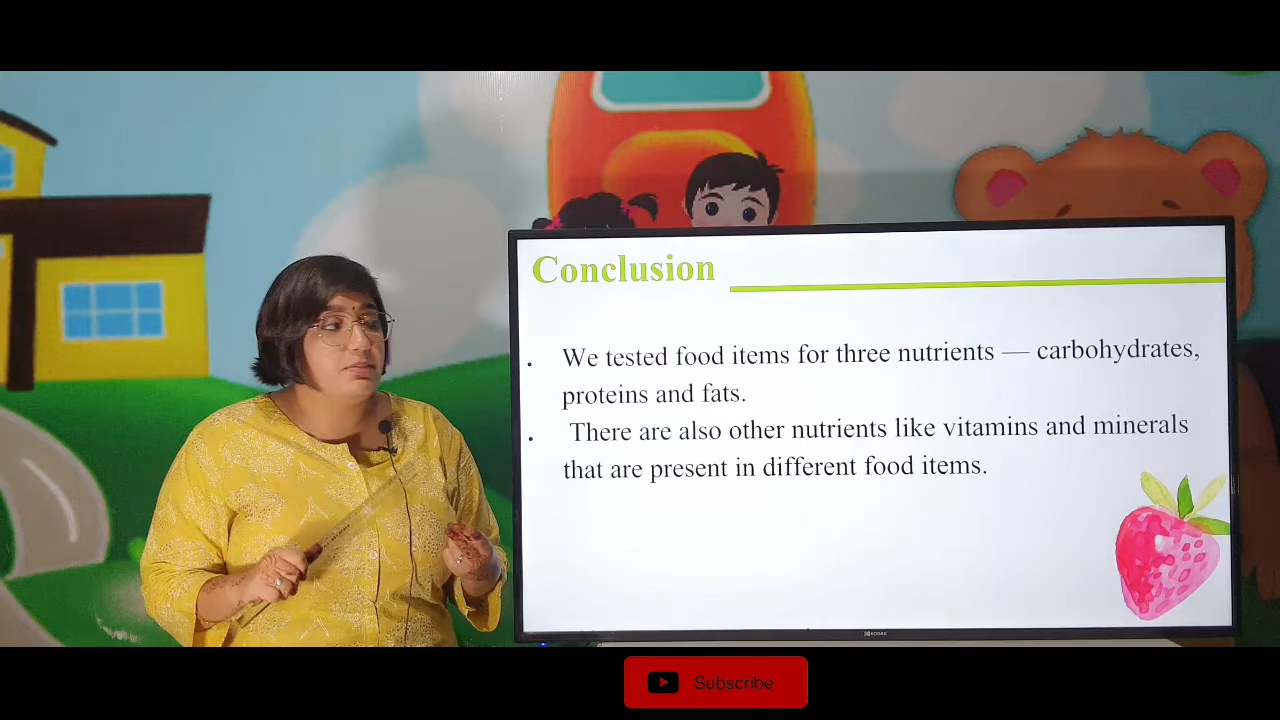 Conclusion
. We tested food items for three nutrients — carbohydrates,
proteins and fats.
. There are also other nutrients like vitamins and minerals
that are present in different food items.
KODAK
Subscribe